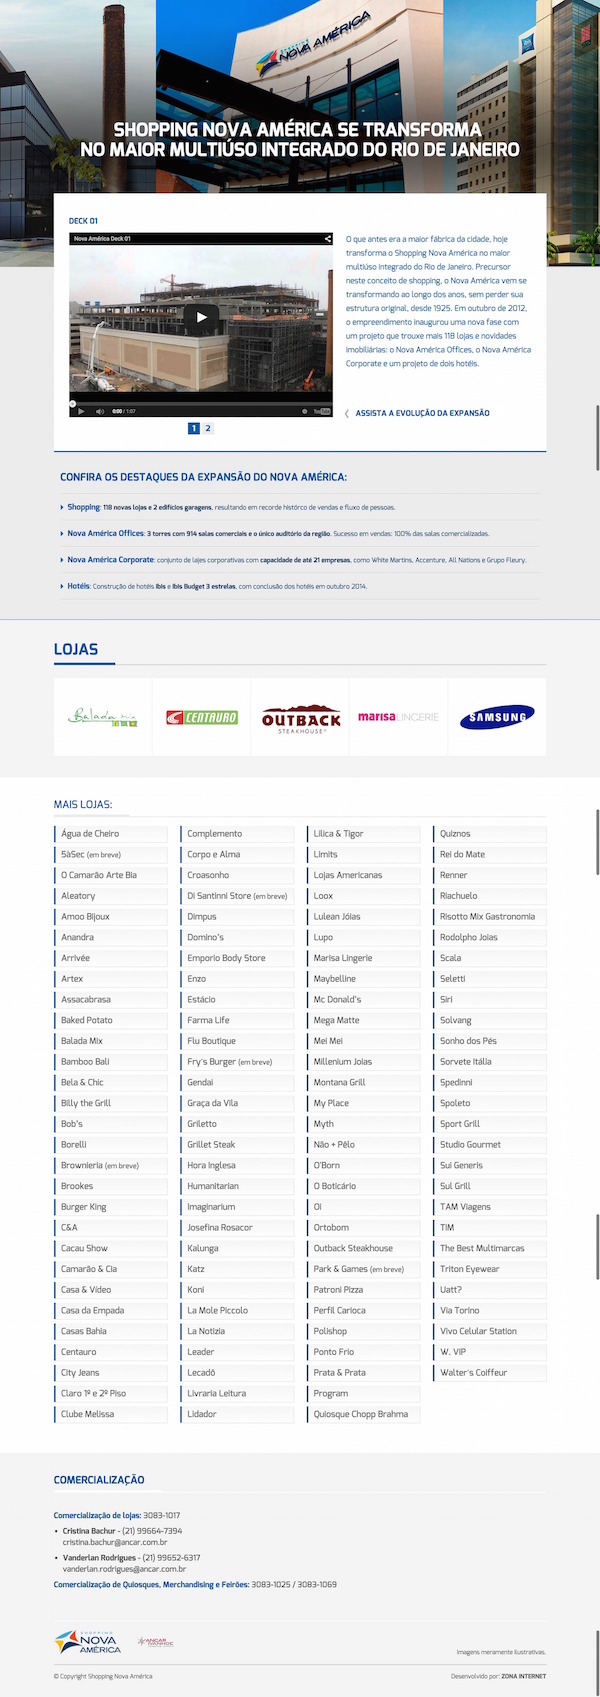 SHOPPING
NOVA AMÉRICA
SHOPPING NOVA AMÉRICA SE TRANSFORMA
NO MAIOR MULTIÚSO INTEGRADO DO RIO DE JANEIRO
DECK 01
Nova América Deck 01
0:00 / 1:07
YouTube
1 2
O que antes era a maior fábrica da cidade, hoje
transforma o Shopping Nova América no maior
multiúso integrado do Rio de Janeiro. Precursor
neste conceito de shopping, o Nova América vem se
transformando ao longo dos anos, sem perder sua
estrutura original, desde 1925. Em outubro de 2012,
o empreendimento inaugurou uma nova fase com
um projeto que trouxe mais 118 lojas e novidades
imobiliárias: o Nova América Offices, o Nova América
Corporate e um projeto de dois hotéis.
ASSISTA A EVOLUÇÃO DA EXPANSÃO
CONFIRA OS DESTAQUES DA EXPANSÃO DO NOVA AMÉRICA:
Shopping: 118 novas lojas e 2 edifícios garagens, resultando em recorde histórco de vendas e fluxo de pessoas.
Nova América Offices: 3 torres com 914 salas comerciais e o único auditório da região. Sucesso em vendas: 100% das salas comercializadas.
Nova América Corporate: conjunto de lajes corporativas com capacidade de até 21 empresas, como White Martins, Accenture, All Nations e Grupo Fleury.
Hotéis: Construção de hotéis Ibis e Ibis Budget 3 estrelas, com conclusão dos hotéis em outubro 2014.
LOJAS
Balada mix
CENTAURO
OUTBACK
STEAKHOUSE
marisa LINGERIE
SAMSUNG
MAIS LOJAS:
Água de Cheiro
5àSec (em breve)
O Camarão Arte Bia
Aleatory
Amoo Bijoux
Anandra
Arrivée
Artex
Assacabrasa
Baked Potato
Balada Mix
Bamboo Bali
Bela & Chic
Billy the Grill
Bob's
Borelli
Brownieria (em breve)
Brookes
Burger King
C&A
Cacau Show
Camarão & Cia
Casa & Vídeo
Casa da Empada
Casas Bahia
Centauro
City Jeans
Claro 1º e 2º Piso
Clube Melissa
Complemento
Corpo e Alma
Croasonho
Di Santinni Store (em breve)
Dimpus
Domino's
Emporio Body Store
Enzo
Estácio
Farma Life
Flu Boutique
Fry's Burger (em breve)
Gendai
Graça da Vila
Griletto
Grillet Steak
Hora Inglesa
Humanitarian
Imaginarium
Josefina Rosacor
Kalunga
Katz
Koni
La Mole Piccolo
La Notizia
Leader
Lecadô
Livraria Leitura
Lidador
Lilica & Tigor
Limits
Lojas Americanas
Loox
Lulean Jóias
Lupo
Marisa Lingerie
Maybelline
Mc Donald's
Mega Matte
Mei Mei
Millenium Joias
Montana Grill
My Place
Myth
Não + Pêlo
O'Born
O Boticário
Oi
Ortobom
Outback Steakhouse
Park & Games (em breve)
Patroni Pizza
Perfil Carioca
Polishop
Ponto Frio
Prata & Prata
Program
Quiosque Chopp Brahma
Quiznos
Rei do Mate
Renner
Riachuelo
Risotto Mix Gastronomia
Rodolpho Joias
Scala
Seletti
Siri
Solvang
Sonho dos Pés
Sorvete Itália
Spedinni
Spoleto
Sport Grill
Studio Gourmet
Sui Generis
Sul Grill
TAM Viagens
TIM
The Best Multimarcas
Triton Eyewear
Uatt?
Via Torino
Vivo Celular Station
W. VIP
Walter's Coiffeur
COMERCIALIZAÇÃO
Comercialização de lojas: 3083-1017
• Cristina Bachur - (21) 99664-7394
cristina.bachur@ancar.com.br
• Vanderlan Rodrigues - (21) 99652-6317
vanderlan.rodrigues@ancar.com.br
Comercialização de Quiosques, Merchandising e Feirões: 3083-1025 / 3083-1069
SHOPPING
NOVA
AMÉRICA
ANCAR
IVANHOE
Imagens meramente ilustrativas.
© Copyright Shopping Nova América
Desenvolvido por: ZONA INTERNET